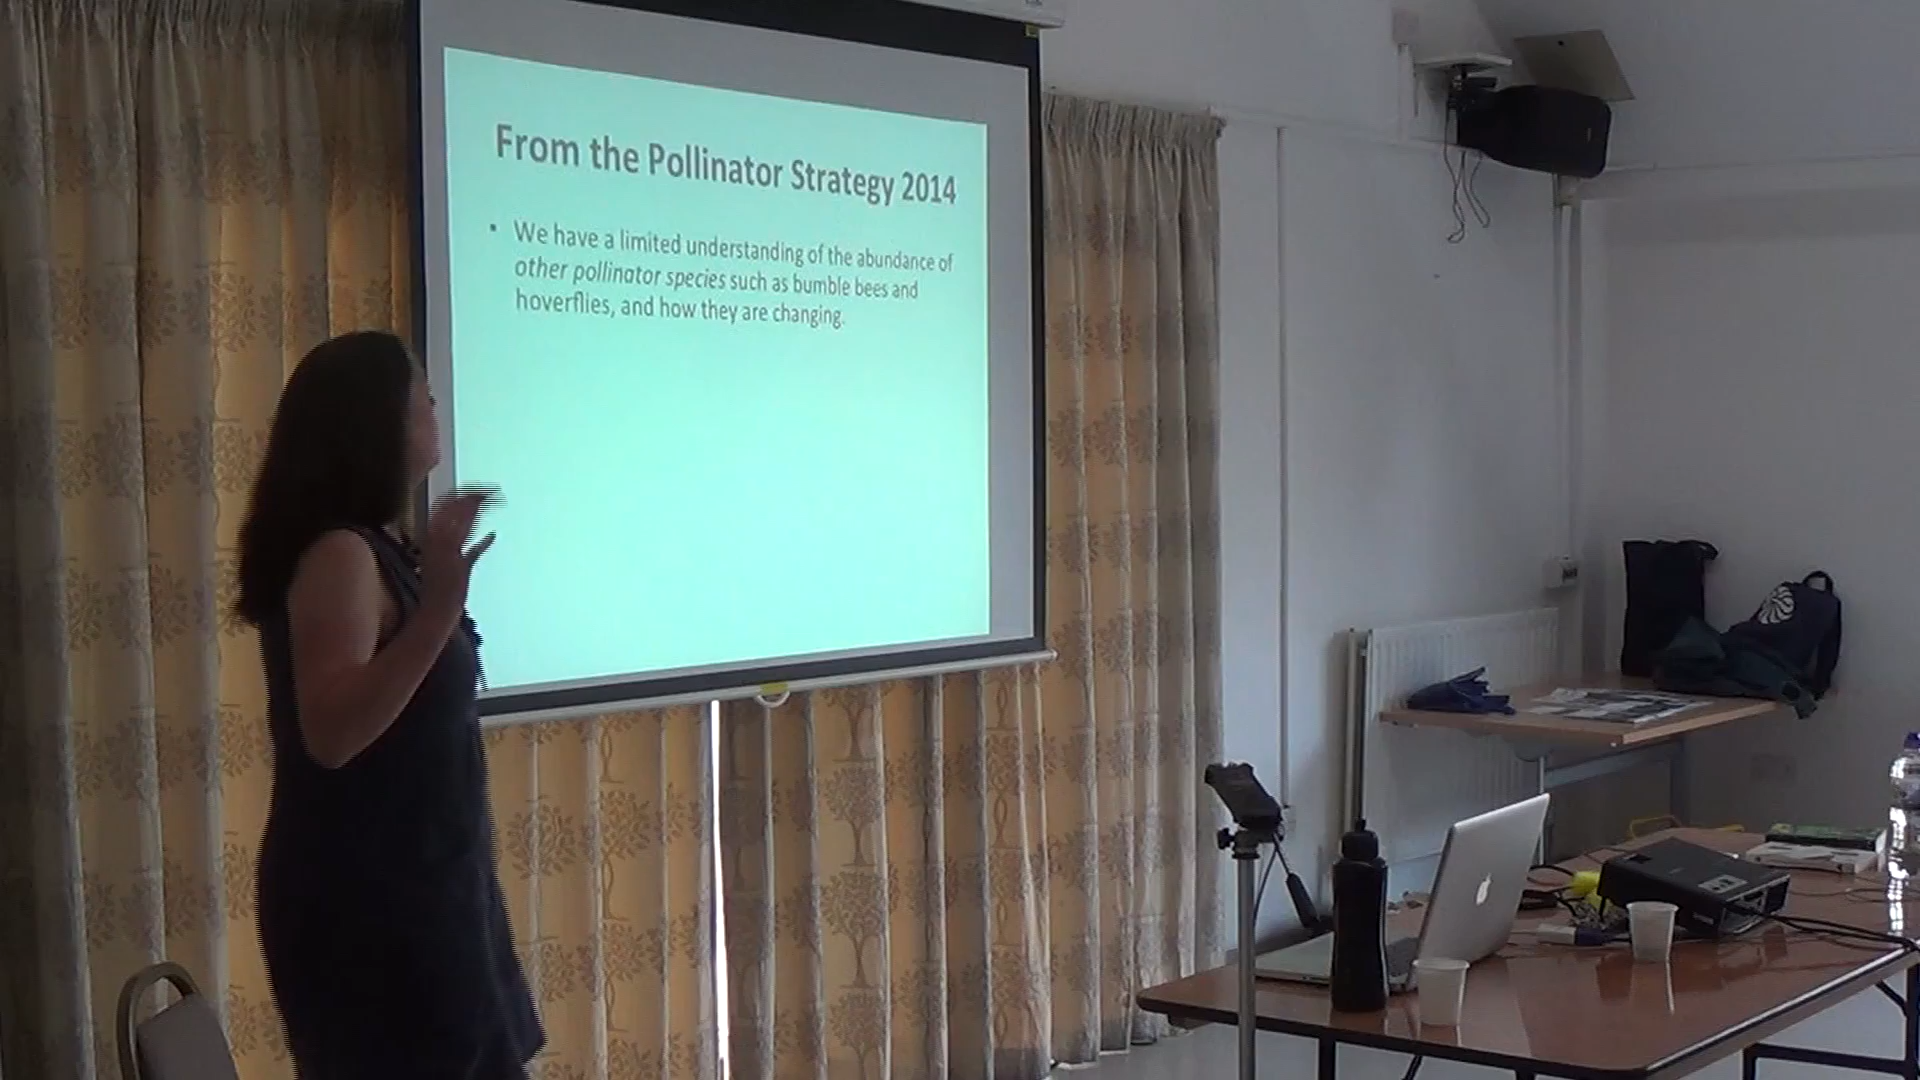 From the Pollinator Strategy 2014
• We have a limited understanding of the abundance of
other pollinator species such as bumble bees and
hoverflies, and how they are changing.